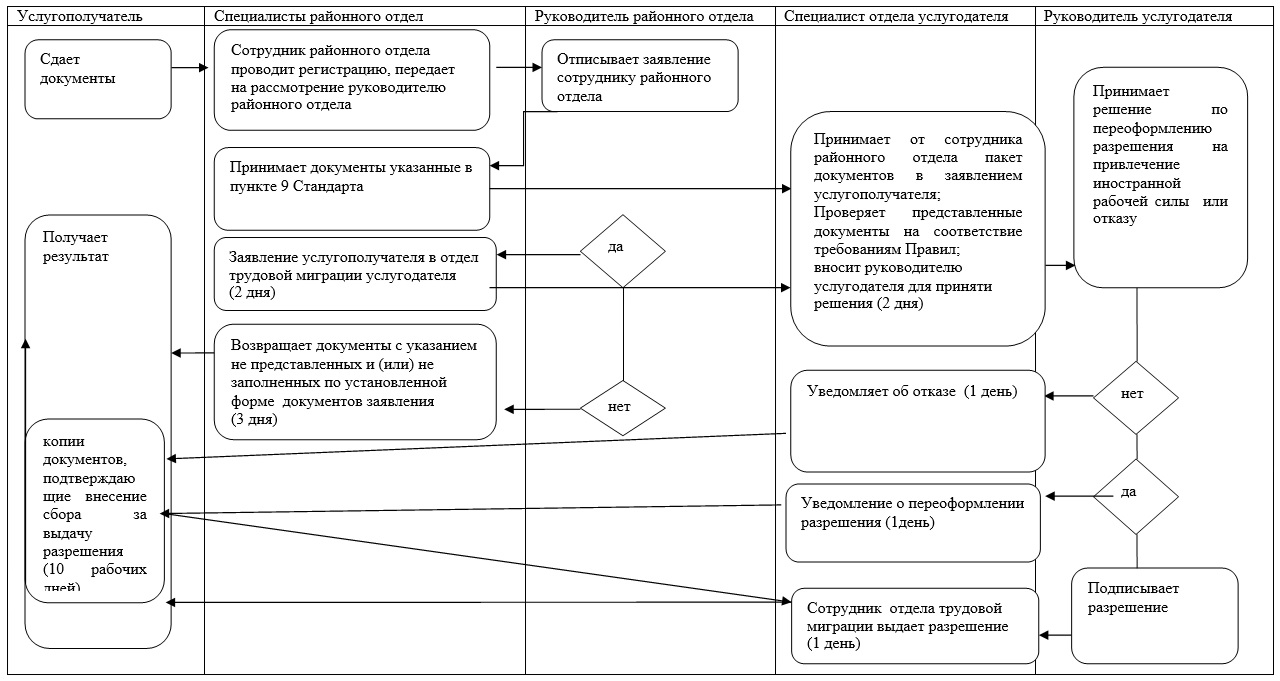 Услугополучатель
Специалисты районного отдел
Руководитель районного отдела
Специалист отдела услугодателя
Руководитель услугодателя
Сдает
документы
Сотрудник районного отдела
проводит регистрацию, передает
на рассмотрение руководителю
районного отдела
Отписывает заявление
сотруднику районного
отдела
Принимает документы указанные в
пункте 9 Стандарта
Принимает от сотрудника
районного отдела пакет
документов в заявлением
услугополучателя;
Проверяет представленные
документы на соответствие
требованиям Правил;
вносит руководителю
услугодателя для приняти
решения (2 дня)
Принимает
решение по
переоформлению
разрешения на
привлечение
иностранной
рабочей силы или
отказу
Получает
результат
Заявление услугополучателя в отдел
трудовой миграции услугодателя
(2 дня)
да
Возвращает документы с указанием
не представленных и (или) не
заполненных по установленной
форме документов заявления
(3 дня)
нет
Уведомляет об отказе (1 день)
нет
копии
документов,
подтверждаю
щие внесение
сбора за
выдачу
разрешения
(10 рабочих
дней)
Уведомление о переоформлении
разрешения (1день)
да
Сотрудник отдела трудовой
миграции выдает разрешение
(1 день)
Подписывает
разрешение